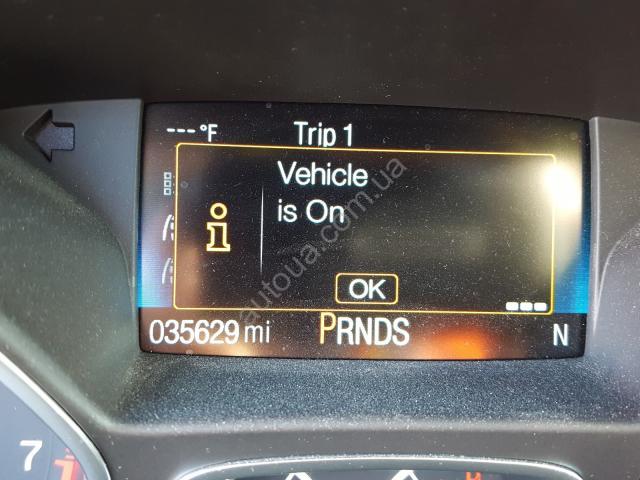 ---°F Trip 1
Vehicle
is On
i
OK
035629 mi PRNDS N
7
autoua.com.ua